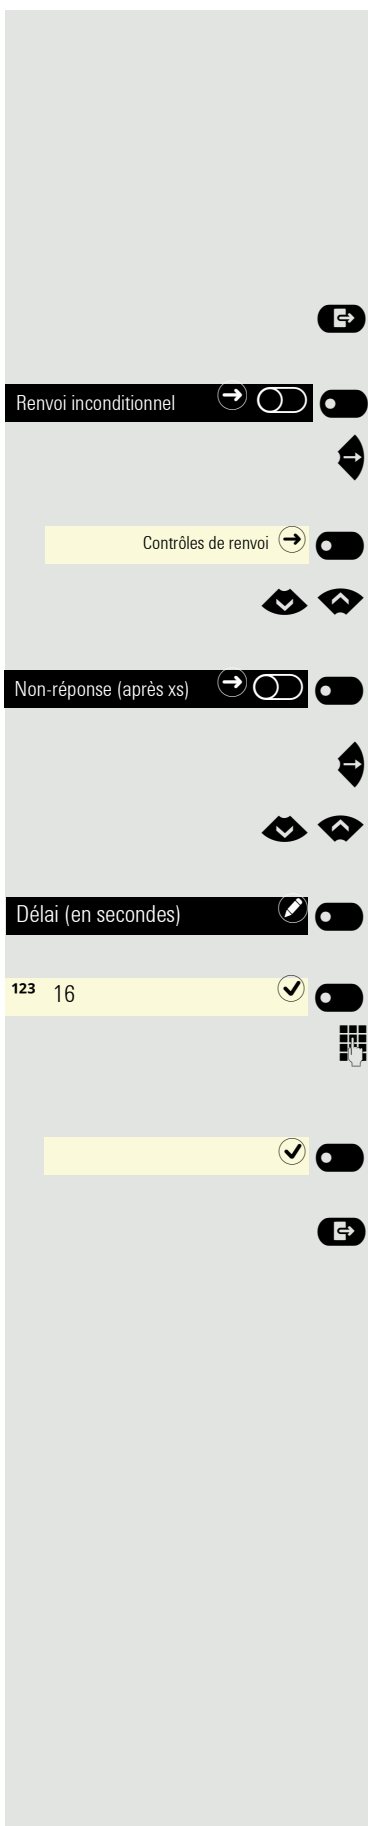 Renvoi inconditionnel
Contrôles de renvoi
Non-réponse (après xs)
Délai (en secondes)
123 16